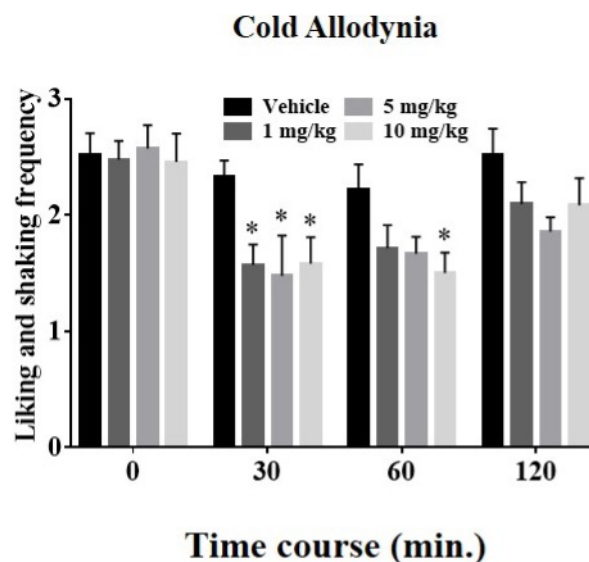 Cold Allodynia
Liking and shaking frequency
3
2
1
0
Vehicle 5 mg/kg
1 mg/kg 10 mg/kg
* * * *
0 30 60 120
Time course (min.)